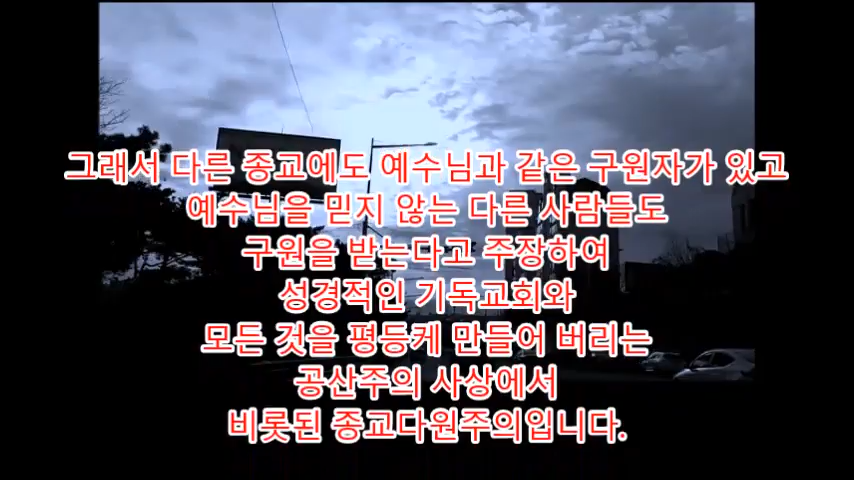 그래서 다른 종교에도 예수님과 같은 구원자가 있고
예수님을 믿지 않는 다른 사람들도
구원을 받는다고 주장하여
성경적인 기독교회와
모든 것을 평등케 만들어 버리는
공산주의 사상에서
비롯된 종교다원주의입니다.